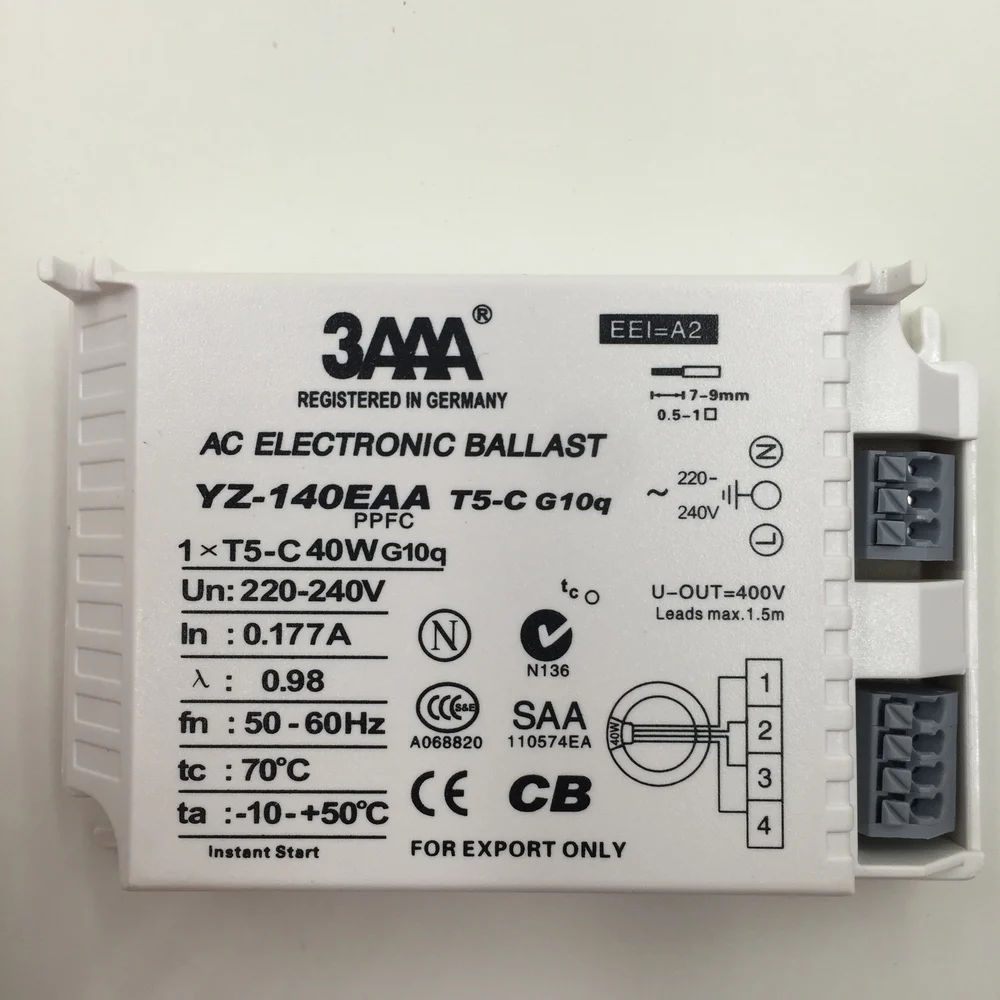 3AAA®
REGISTERED IN GERMANY
EEI=A2
7-9mm
0.5-1□
AC ELECTRONIC BALLAST
YZ-140EAA T5-C G10q
PPFC
1×T5-C 40W G10q
Un: 220-240V
In : 0.177A
λ : 0.98
fn : 50-60Hz
tc : 70°C
ta :-10-+50°C
Instant Start
N
~ 220-
240V
L
tc
U-OUT=400V
Leads max.1.5m
N
N136
CCC S&E
A068820
SAA
110574EA
CE
CB
FOR EXPORT ONLY
40W
1
2
3
4